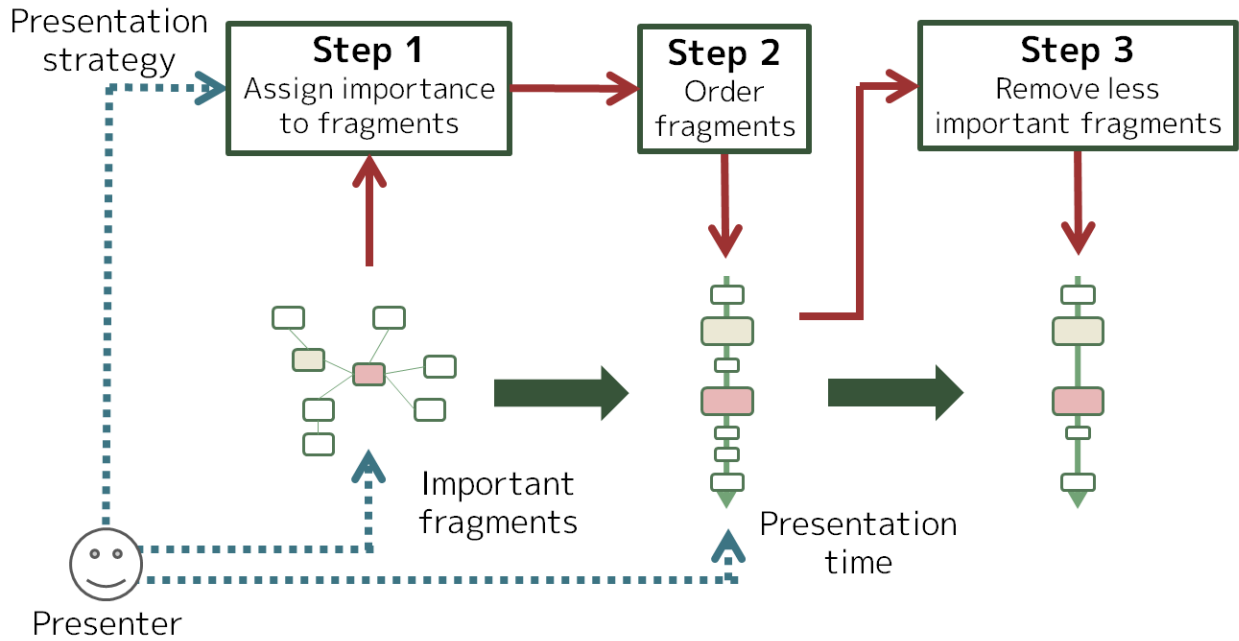 Presentation
strategy
Step 1
Assign importance
to fragments
Step 2
Order
fragments
Step 3
Remove less
important fragments
Important
fragments
Presentation
time
Presenter